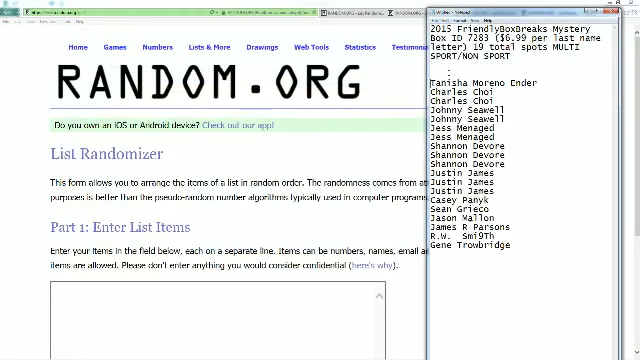 Untitled - Notepad
Home Games Numbers Lists & More Drawings Web Tools Statistics Testimonia
RANDOM.ORG
Do you own an iOS or Android device? Check out our app!
List Randomizer
This form allows you to arrange the items of a list in random order. The randomness comes from at
purposes is better than the pseudo-random number algorithms typically used in computer programs
Part 1: Enter List Items
Enter your items in the field below, each on a separate line. Items can be numbers, names, email
items are allowed. Please don't enter anything you would consider confidential (here's why).
2015 FriendlyBoxBreaks Mystery
Box ID 7283 ($6.99 per last name
letter) 19 total spots MULTI
SPORT/NON SPORT
Tanisha Moreno Ender
Charles Choi
Charles Choi
Johnny Seawell
Johnny Seawell
Jess Menaged
Jess Menaged
Shannon Devore
Shannon Devore
Shannon Devore
Justin James
Justin James
Justin James
Casey Panyk
Sean Grieco
Jason Mallon
James R Parsons
R.W. Smi9Th
Gene Trowbridge